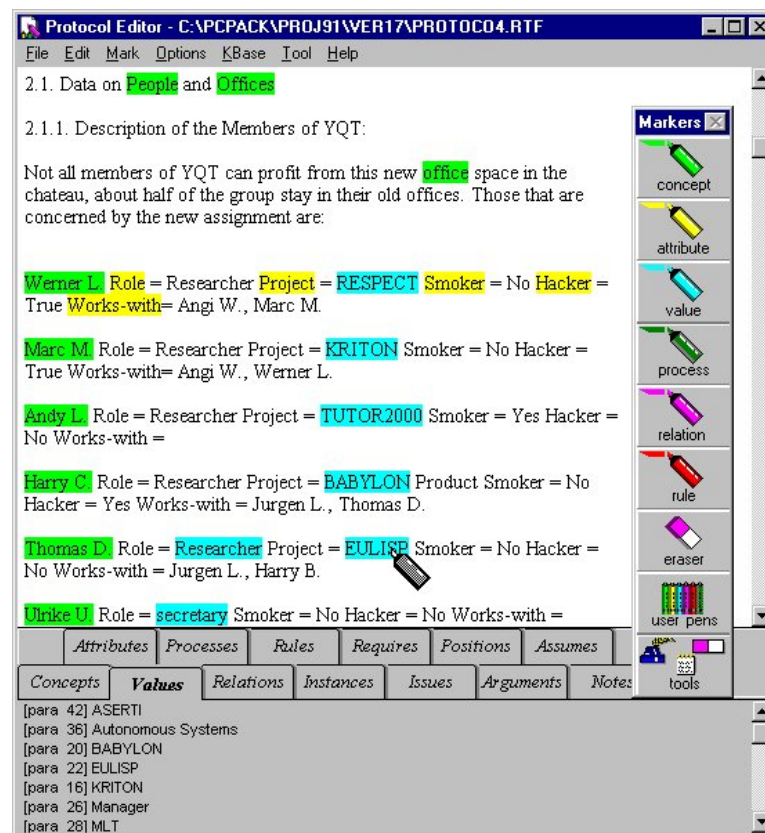 Protocol Editor - C:\PCPACK\PROJ91\VER17\PROTOCO4.RTF
File Edit Mark Options KBase Tool Help
2.1. Data on People and Offices
2.1.1. Description of the Members of YQT:
Not all members of YQT can profit from this new office space in the
chateau, about half of the group stay in their old offices. Those that are
concerned by the new assignment are:
Werner L. Role = Researcher Project = RESPECT Smoker = No Hacker =
True Works-with= Angi W., Marc M.
Marc M. Role = Researcher Project = KRITON Smoker = No Hacker =
True Works-with= Angi W., Werner L.
Andy L. Role = Researcher Project = TUTOR2000 Smoker = Yes Hacker =
No Works-with =
Harry C. Role = Researcher Project = BABYLON Product Smoker = No
Hacker = Yes Works-with = Jurgen L., Thomas D.
Thomas D. Role = Researcher Project = EULISP Smoker = No Hacker =
No Works-with = Jurgen L., Harry B.
Ulrike U. Role = secretary Smoker = No Hacker = No Works-with =
Markers
concept
attribute
value
process
relation
rule
eraser
user pens
tools
Attributes Processes Rules Requires Positions Assumes
Concepts Values Relations Instances Issues Arguments Notes
[para 42] ASERTI
[para 36] Autonomous Systems
[para 20] BABYLON
[para 22] EULISP
[para 16] KRITON
[para 26] Manager
[para 28] MLT